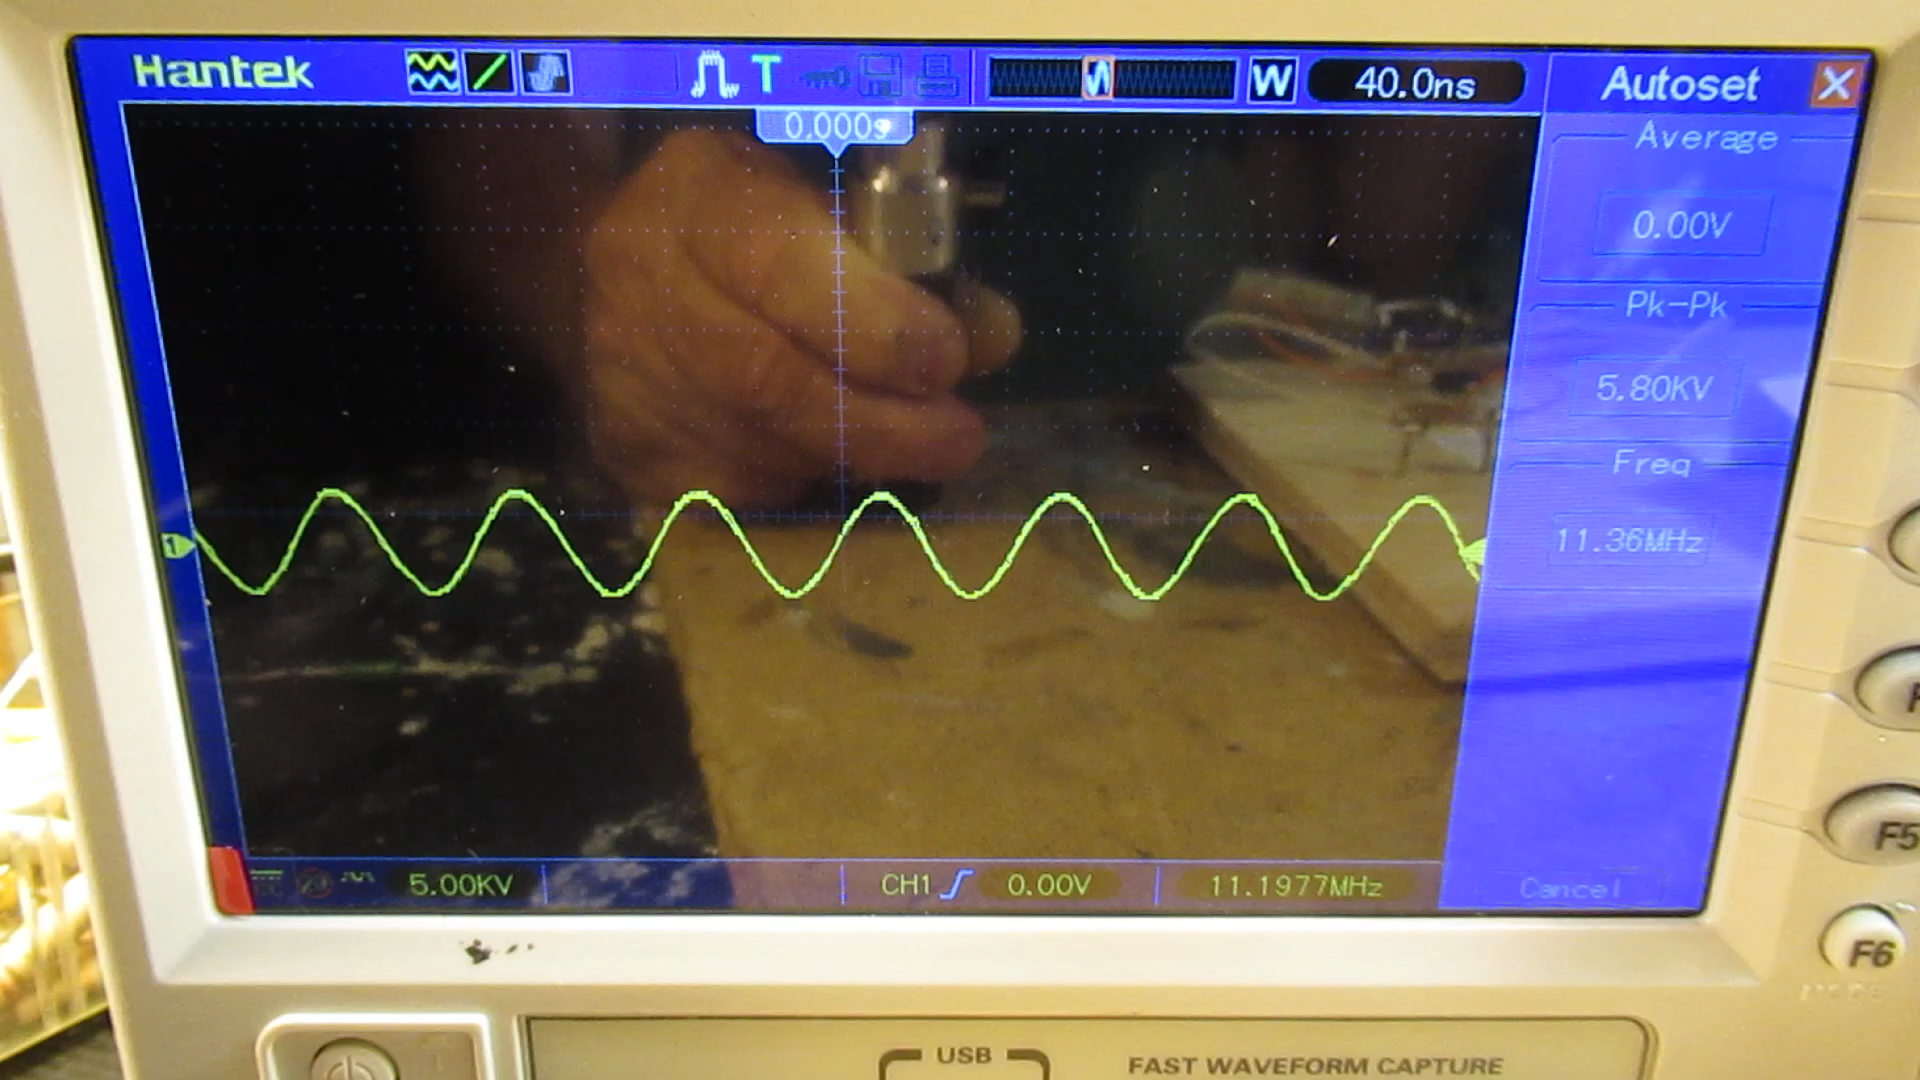 Hantek T W 40.0ns Autoset X
0.000s
Average
0.00V
Pk-Pk
5.80KV
Freq
11.36MHz
1
5.00KV CH1 0.00V 11.1977MHz Cancel
F5
F6
USB FAST WAVEFORM CAPTURE